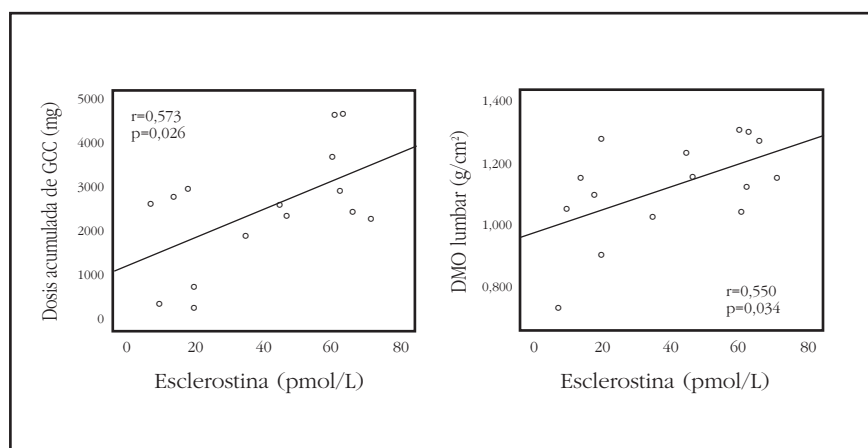 Dosis acumulada de GCC (mg)
5000
4000
3000
2000
1000
0
r=0,573
p=0,026
0 20 40 60 80
Esclerostina (pmol/L)
DMO lumbar (g/cm²)
1,400
1,200
1,000
0,800
r=0,550
p=0,034
0 20 40 60 80
Esclerostina (pmol/L)